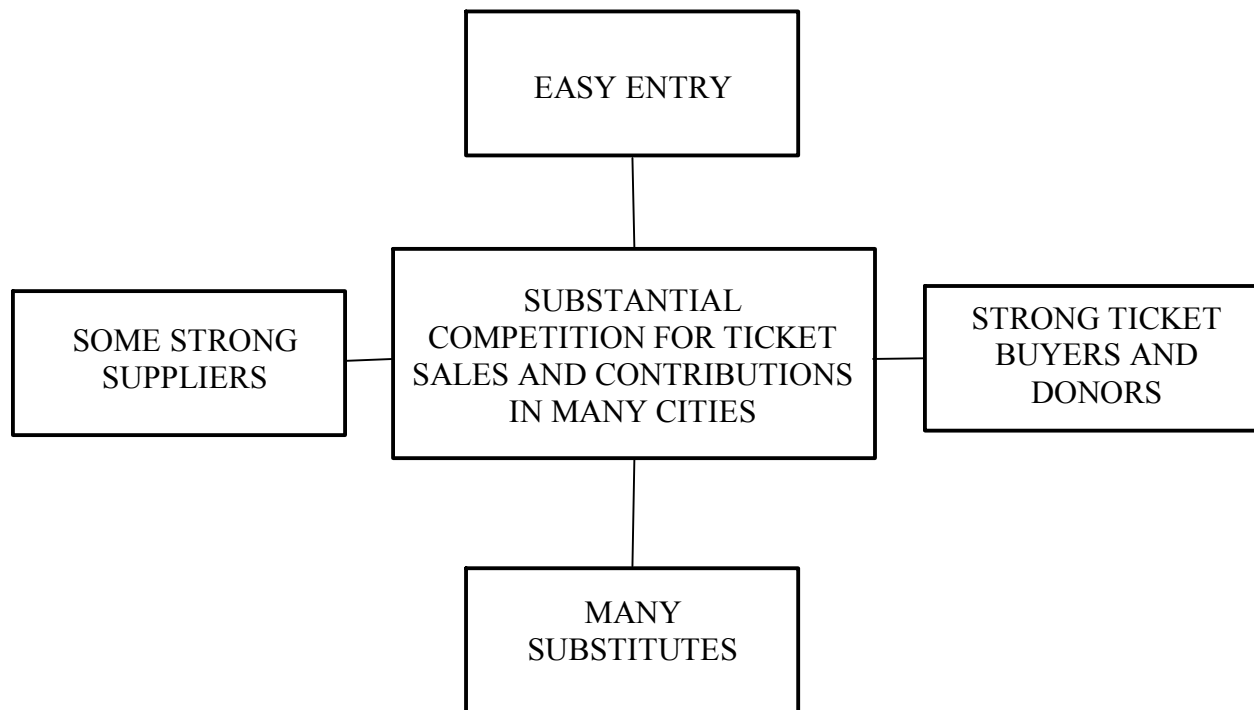 EASY ENTRY
SOME STRONG
SUPPLIERS
SUBSTANTIAL
COMPETITION FOR TICKET
SALES AND CONTRIBUTIONS
IN MANY CITIES
STRONG TICKET
BUYERS AND
DONORS
MANY
SUBSTITUTES